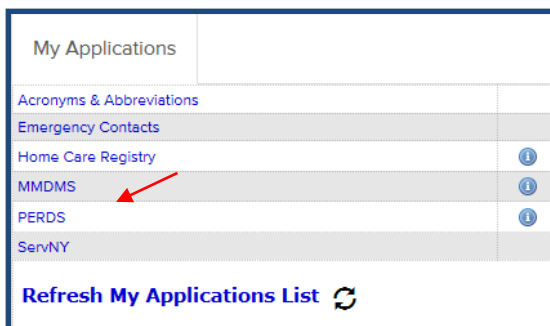 My Applications
Acronyms & Abbreviations
Emergency Contacts
Home Care Registry
MMDMS
PERDS
ServNY
Refresh My Applications List